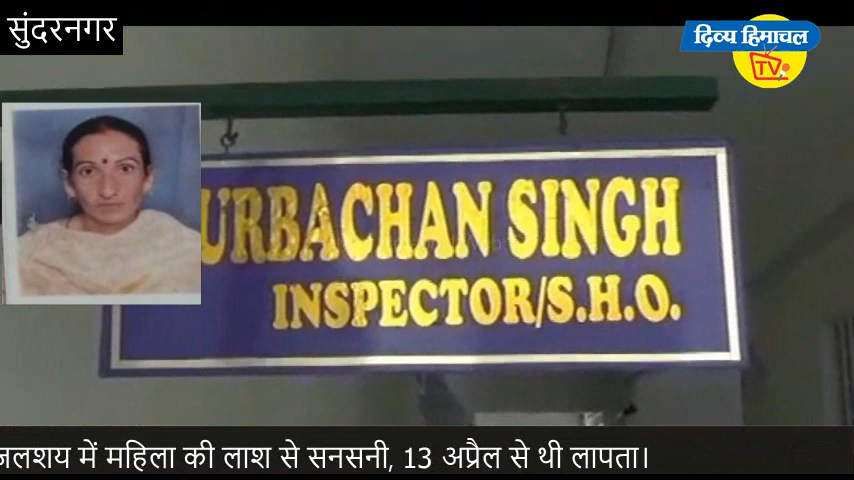 सुंदरनगर
दिव्य हिमाचल
TV
URBACHAN SINGH
INSPECTOR/S.H.O.
जलशय में महिला की लाश से सनसनी, 13 अप्रैल से थी लापता।